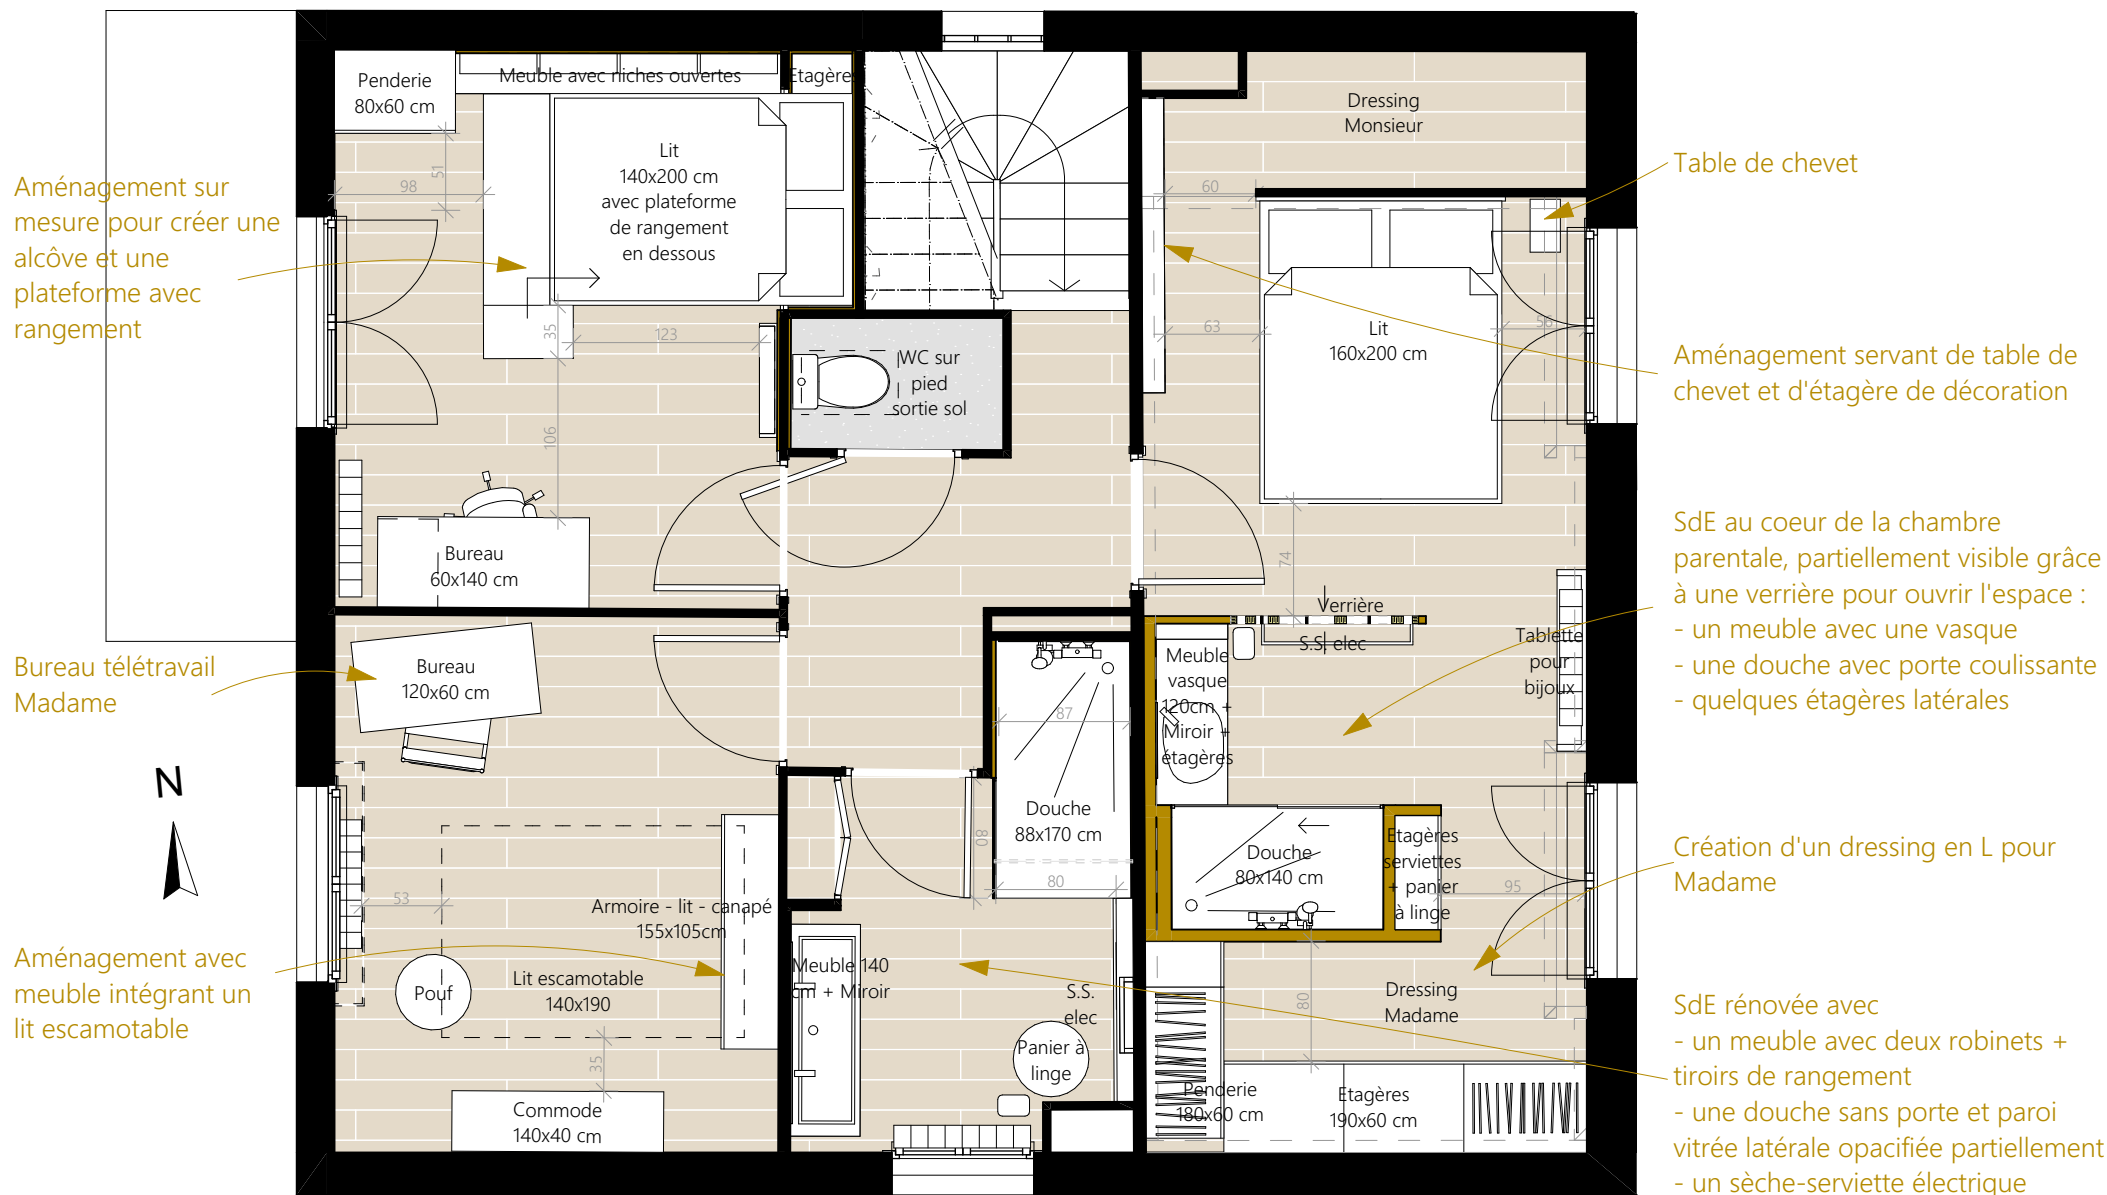 Penderie
80x60 cm
Meuble avec niches ouvertes
Etagère
Lit
140x200 cm
avec plateforme
de rangement
en dessous
51
98
35
123
106
Aménagement sur
mesure pour créer une
alcôve et une
plateforme avec
rangement
Bureau
60x140 cm
WC sur
pied
sortie sol
Dressing
Monsieur
60
63
56
Lit
160x200 cm
74
Table de chevet
Aménagement servant de table de
chevet et d'étagère de décoration
SdE au coeur de la chambre
parentale, partiellement visible grâce
à une verrière pour ouvrir l'espace :
- un meuble avec une vasque
- une douche avec porte coulissante
- quelques étagères latérales
Bureau télétravail
Madame
Bureau
120x60 cm
N
Verrière
S.S. elec
Meuble
vasque
120cm +
Miroir +
étagères
Tablette
pour
bijoux
87
Douche
88x170 cm
80
80
Douche
80x140 cm
Etagères
serviettes
+ panier
à linge
95
Création d'un dressing en L pour
Madame
53
Armoire - lit - canapé
155x105cm
Lit escamotable
140x190
Pouf
35
Commode
140x40 cm
Aménagement avec
meuble intégrant un
lit escamotable
Meuble 140
cm + Miroir
S.S.
elec
Panier à
linge
80
Dressing
Madame
Penderie
180x60 cm
Etagères
190x60 cm
SdE rénovée avec
- un meuble avec deux robinets +
tiroirs de rangement
- une douche sans porte et paroi
vitrée latérale opacifiée partiellement
- un sèche-serviette électrique